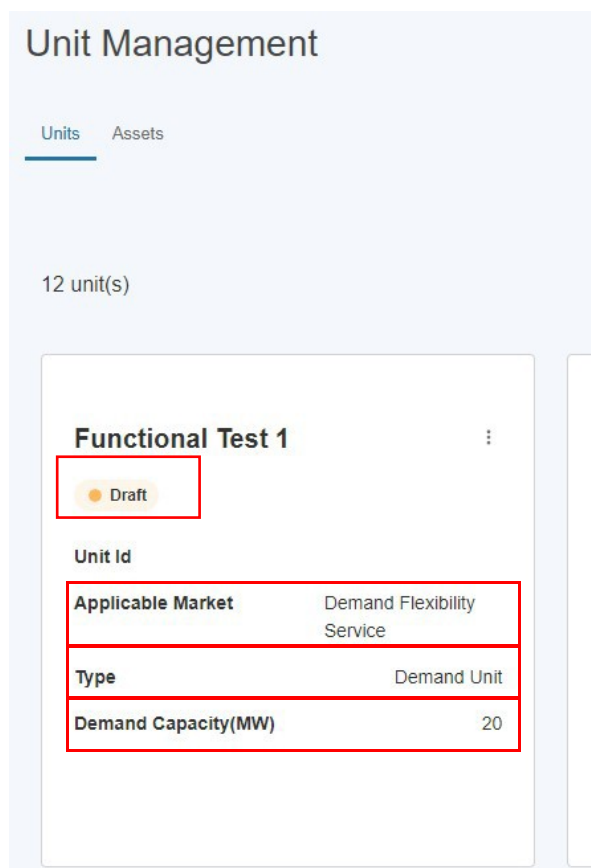 Unit Management
Units Assets
12 unit(s)
Functional Test 1
Draft
Unit Id
Applicable Market Demand Flexibility
Service
Type Demand Unit
Demand Capacity(MW) 20